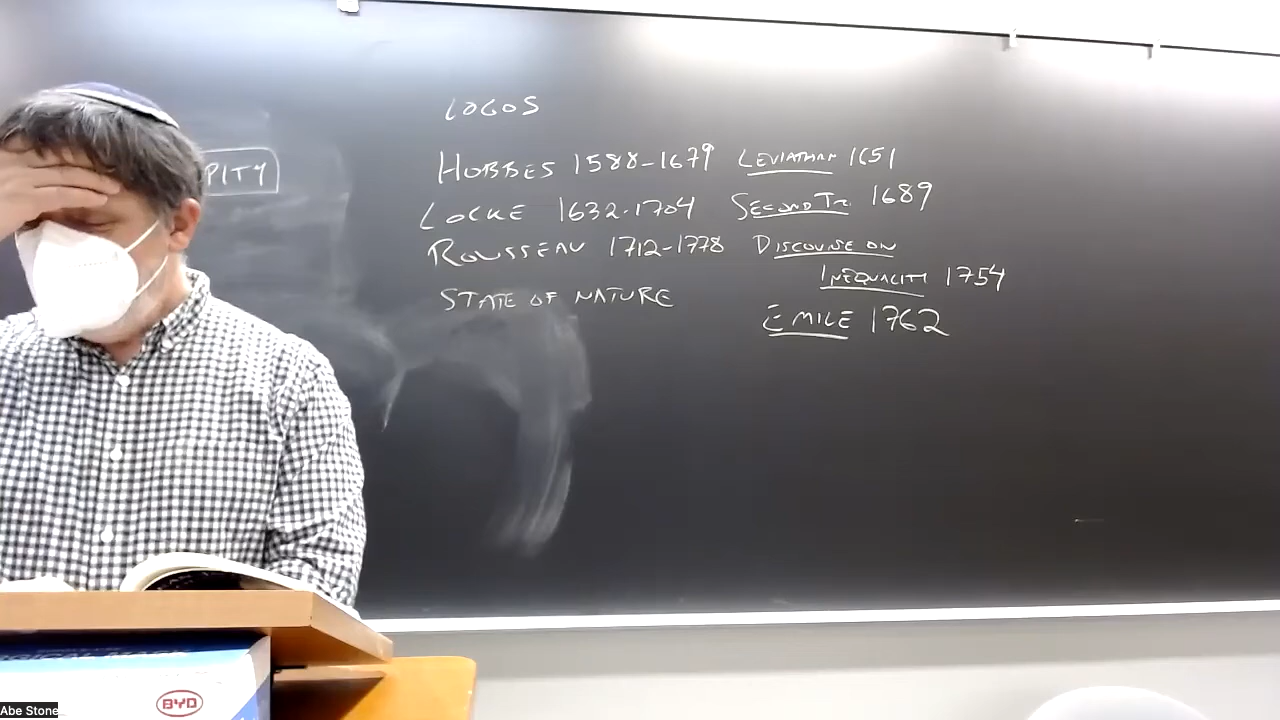 LOGOS
PITY
HOBBES 1588-1679 LEVIATHAN 1651
LOCKE 1632-1704 SECOND TR. 1689
ROUSSEAU 1712-1778 DISCOURSE ON
INEQUALITY 1754
STATE OF NATURE
EMILE 1762
BYD
Abe Stone